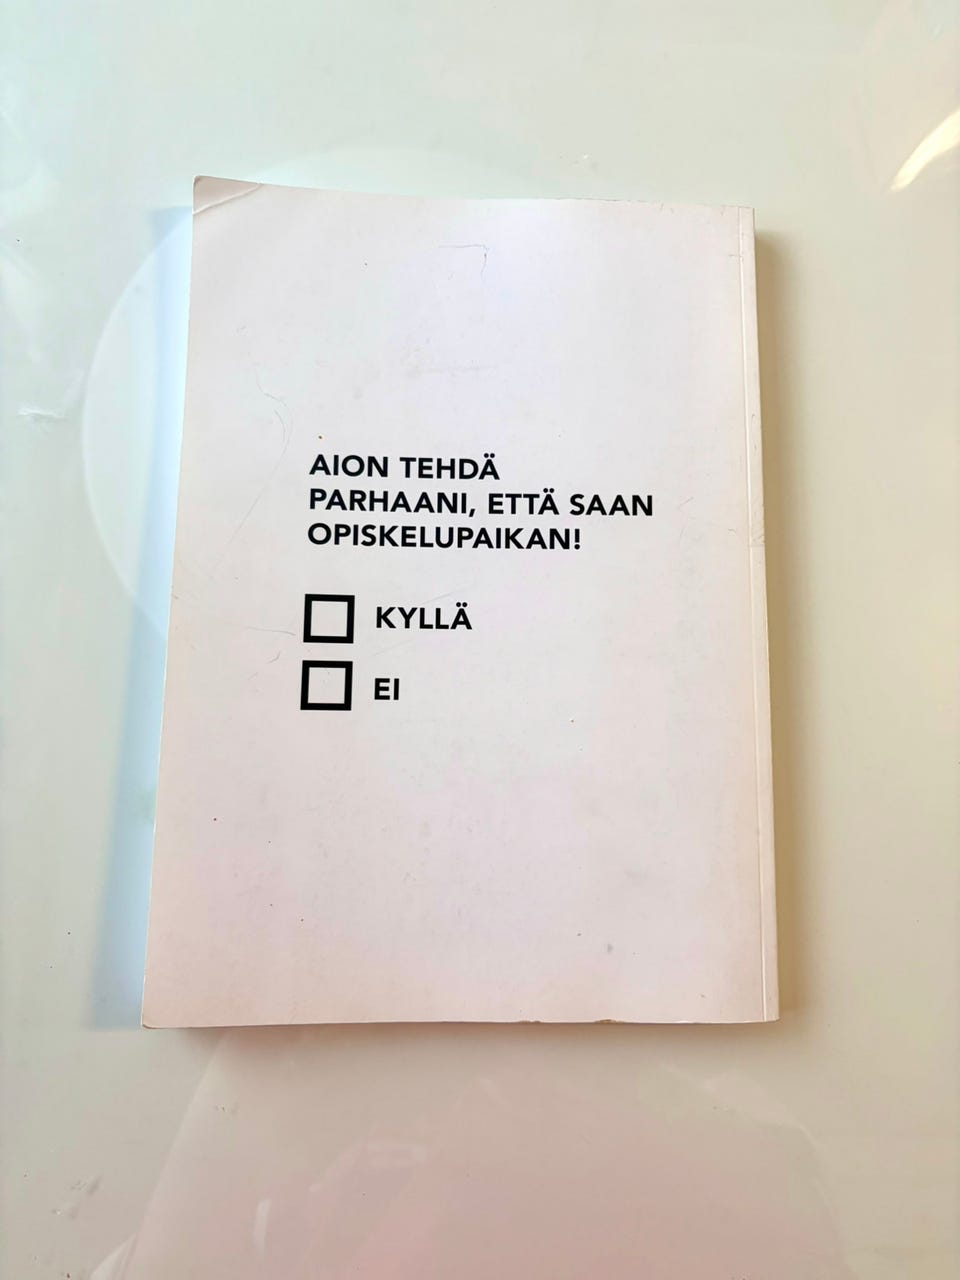 AION TEHDÄ
PARHAANI, ETTÄ SAAN
OPISKELUPAIKAN!
KYLLÄ
EI